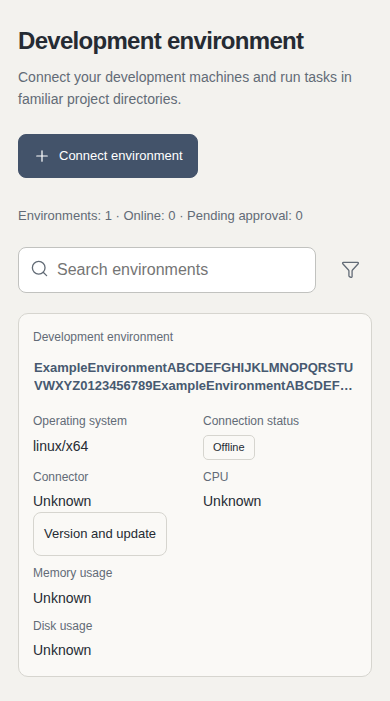 Development environment
Connect your development machines and run tasks in
familiar project directories.
Connect environment
Environments: 1 · Online: 0 · Pending approval: 0
Search environments
Development environment
ExampleEnvironmentABCDEFGHIJKLMNOPQRSTU
VWXYZ0123456789ExampleEnvironmentABCDEF…
Operating system
linux/x64
Connection status
Offline
Connector
Unknown
Version and update
CPU
Unknown
Memory usage
Unknown
Disk usage
Unknown